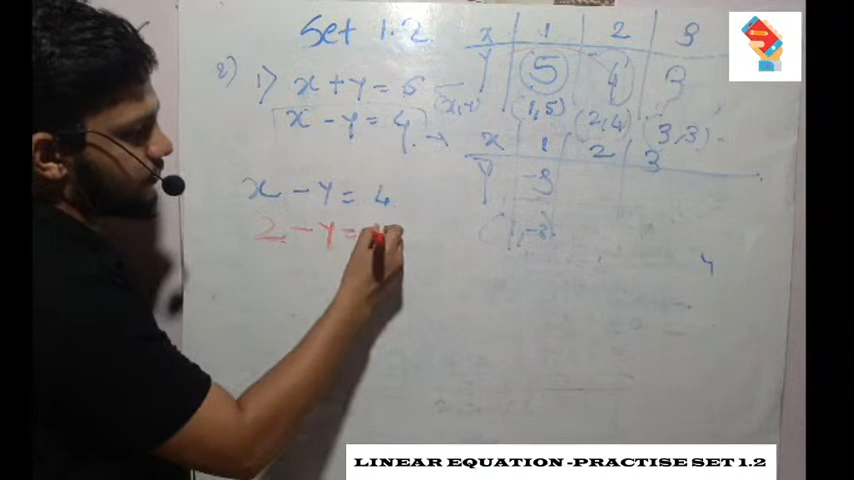 Set 1.2
x 1 2 3
2) 1) x + y = 6
y 5 4 3
(x,y) (1,5) (2,4) (3,3)
x - y = 4 →
x 1 2 3
y -3
x - y = 4
(1,-3)
2 - y =
LINEAR EQUATION -PRACTISE SET 1.2